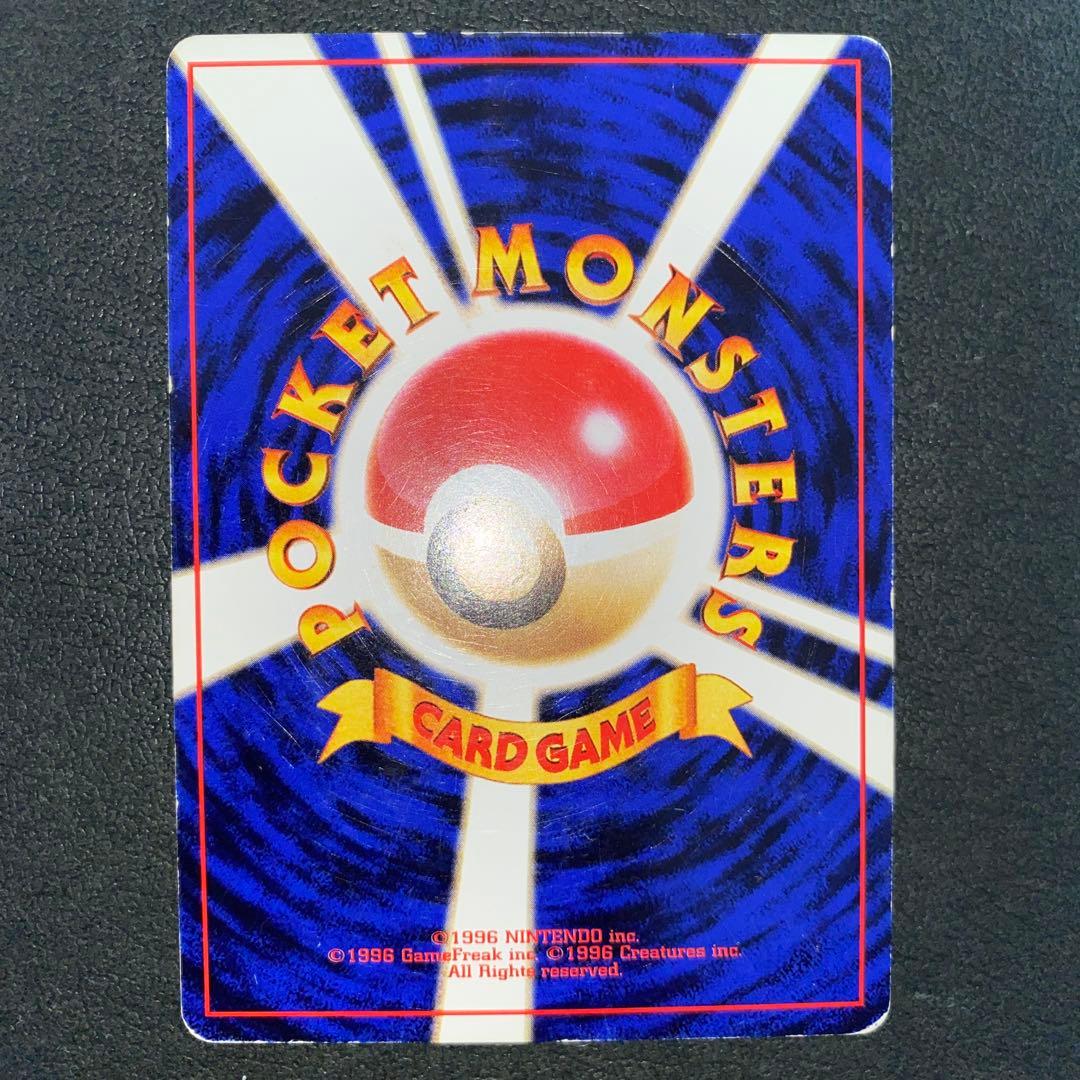 POCKET MONSTERS
CARD GAME
©1996 NINTENDO inc.
©1996 GameFreak inc. ©1996 Creatures inc.
All Rights reserved.